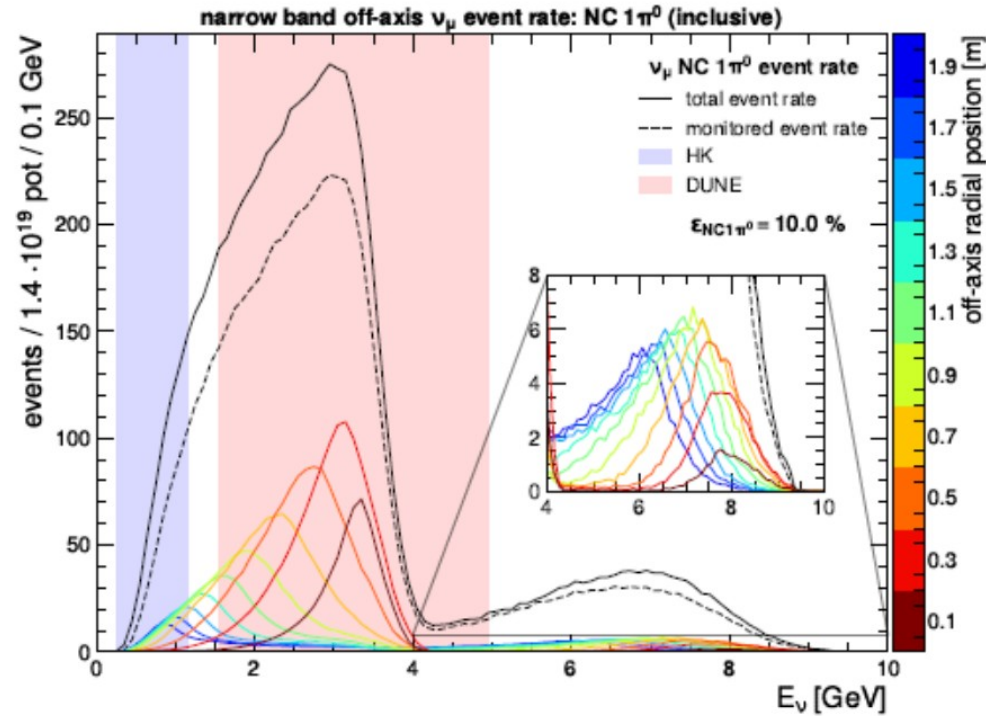 narrow band off-axis νμ event rate: NC 1π⁰ (inclusive)
events / 1.4 ·10¹⁹ pot / 0.1 GeV
250
200
150
100
50
0
νμ NC 1π⁰ event rate
total event rate
monitored event rate
HK
DUNE
εNC1π⁰ = 10.0 %
8
6
4
2
0
4 6 8 10
0 2 4 6 8 10
Eν [GeV]
1.9
1.7
1.5
1.3
1.1
0.9
0.7
0.5
0.3
0.1
off-axis radial position [m]